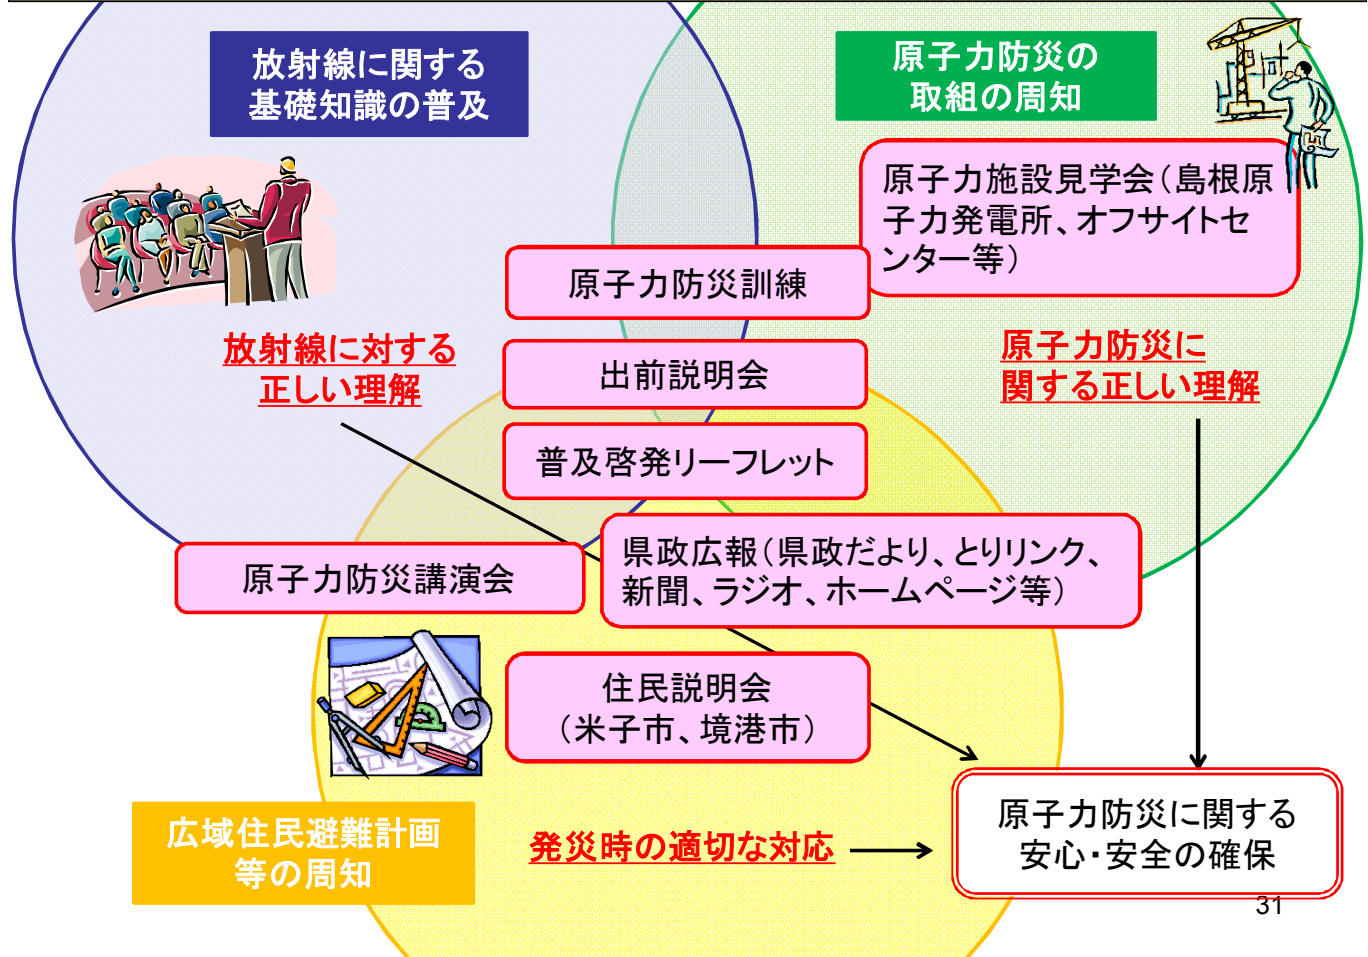 放射線に関する
基礎知識の普及
原子力防災の
取組の周知
原子力施設見学会（島根原
子力発電所、オフサイトセ
ンター等）
原子力防災訓練
放射線に対する
正しい理解
出前説明会
原子力防災に
関する正しい理解
普及啓発リーフレット
原子力防災講演会
県政広報（県政だより、とりリンク、
新聞、ラジオ、ホームページ等）
住民説明会
（米子市、境港市）
広域住民避難計画
等の周知
発災時の適切な対応
原子力防災に関する
安心・安全の確保
31